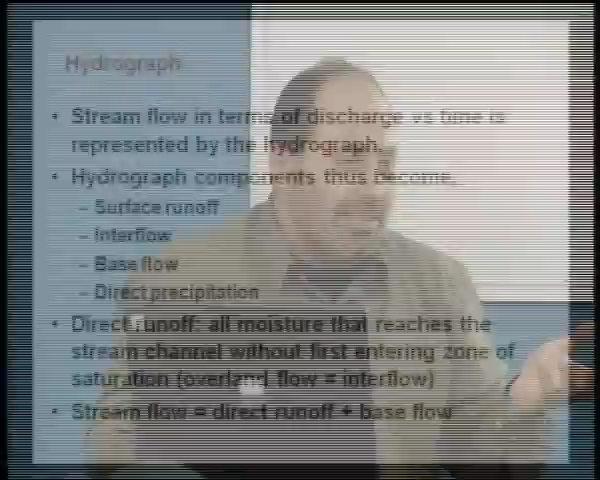 Hydrograph
• Stream flow in terms of discharge vs time is
represented by the hydrograph.
• Hydrograph components thus become,
– Surface runoff
– Interflow
– Base flow
– Direct precipitation
• Direct runoff: all moisture that reaches the
stream channel without first entering zone of
saturation (overland flow = interflow)
• Stream flow = direct runoff + base flow